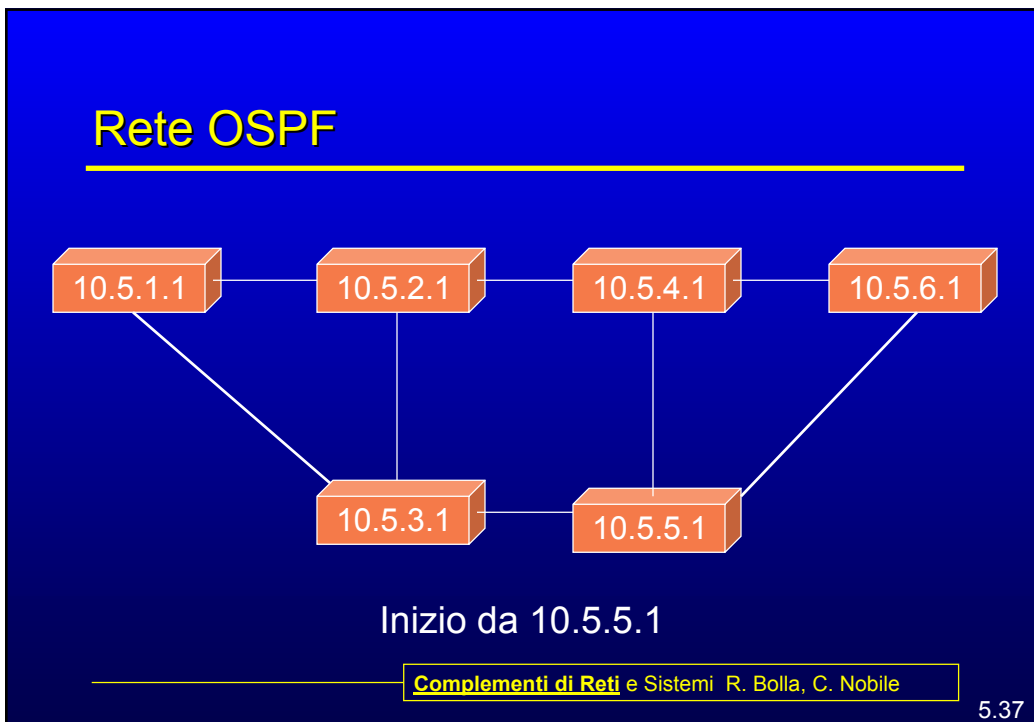 Rete OSPF
10.5.1.1
10.5.2.1
10.5.4.1
10.5.6.1
10.5.3.1
10.5.5.1
Inizio da 10.5.5.1
Complementi di Reti e Sistemi R. Bolla, C. Nobile
5.37